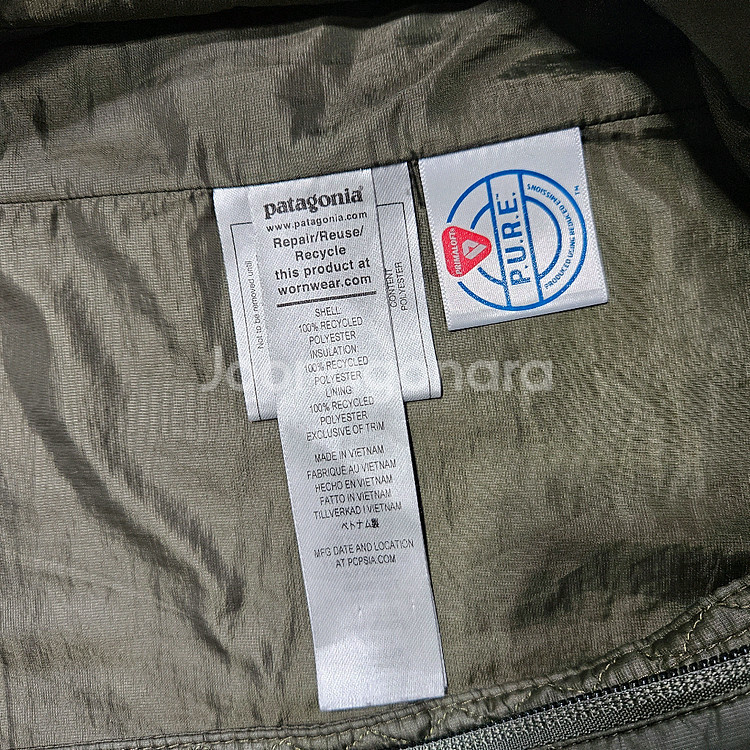 patagonia®
www.patagonia.com
Repair/Reuse/
Recycle
this product at
wornwear.com
SHELL:
100% RECYCLED
POLYESTER
INSULATION:
100% RECYCLED
POLYESTER
LINING:
100% RECYCLED
POLYESTER
EXCLUSIVE OF TRIM
MADE IN VIETNAM
FABRIQUÉ AU VIETNAM
HECHO EN VIETNAM
FATTO IN VIETNAM
TILLVERKAD I VIETNAM
ベトナム製
MFG DATE AND LOCATION
AT PCPSIA.COM
Not to be removed until
CONTENT
POLYESTER
PRIMALOFT®
P.U.R.E.™
PRODUCED USING REDUCED EMISSIONS
™